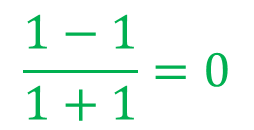 1 − 1
1 + 1 = 0